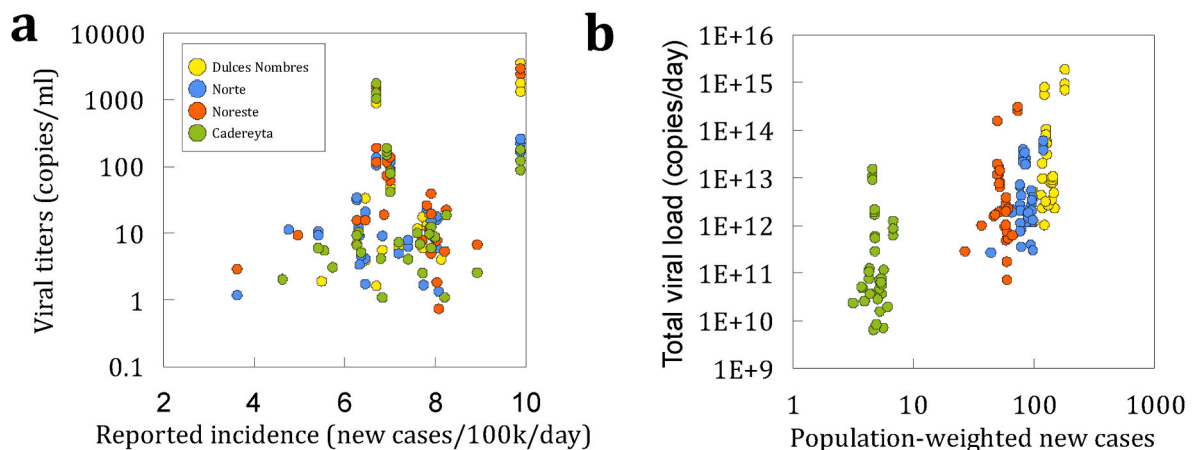 a
Viral titers (copies/ml)
10000
1000
100
10
1
0.1
Dulces Nombres
Norte
Noreste
Cadereyta
2 4 6 8 10
Reported incidence (new cases/100k/day)
b
Total viral load (copies/day)
1E+16
1E+15
1E+14
1E+13
1E+12
1E+11
1E+10
1E+9
1 10 100 1000
Population-weighted new cases